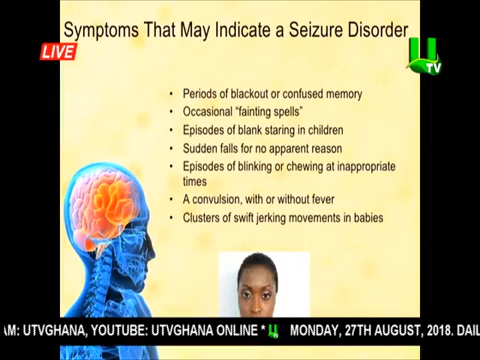 Symptoms That May Indicate a Seizure Disorder
LIVE
U
TV
• Periods of blackout or confused memory
• Occasional “fainting spells”
• Episodes of blank staring in children
• Sudden falls for no apparent reason
• Episodes of blinking or chewing at inappropriate
times
• A convulsion, with or without fever
• Clusters of swift jerking movements in babies
AM: UTVGHANA, YOUTUBE: UTVGHANA ONLINE * U MONDAY, 27TH AUGUST, 2018. DAIL